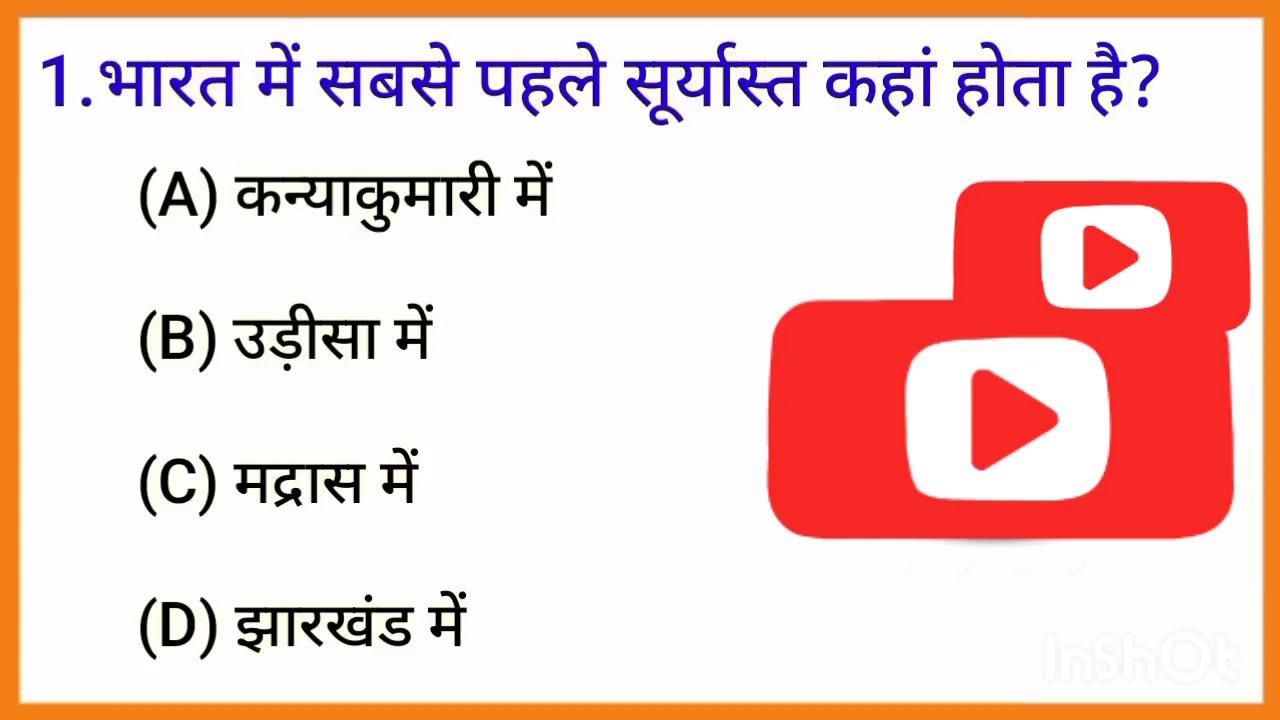 1.भारत में सबसे पहले सूर्यास्त कहां होता है?
(A) कन्याकुमारी में
(B) उड़ीसा में
(C) मद्रास में
(D) झारखंड में
InShOt